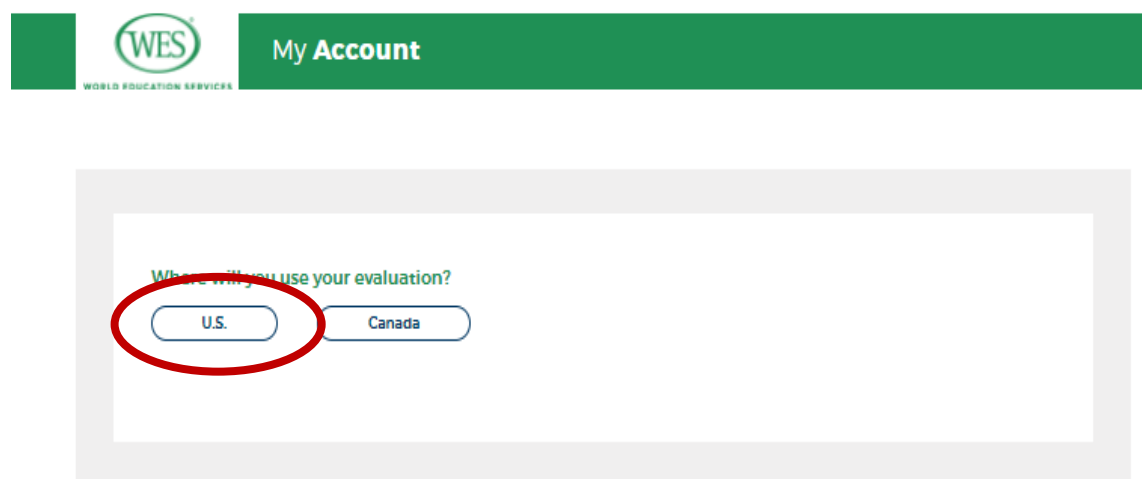 WES
WORLD EDUCATION SERVICES
My Account
Where will you use your evaluation?
U.S.
Canada